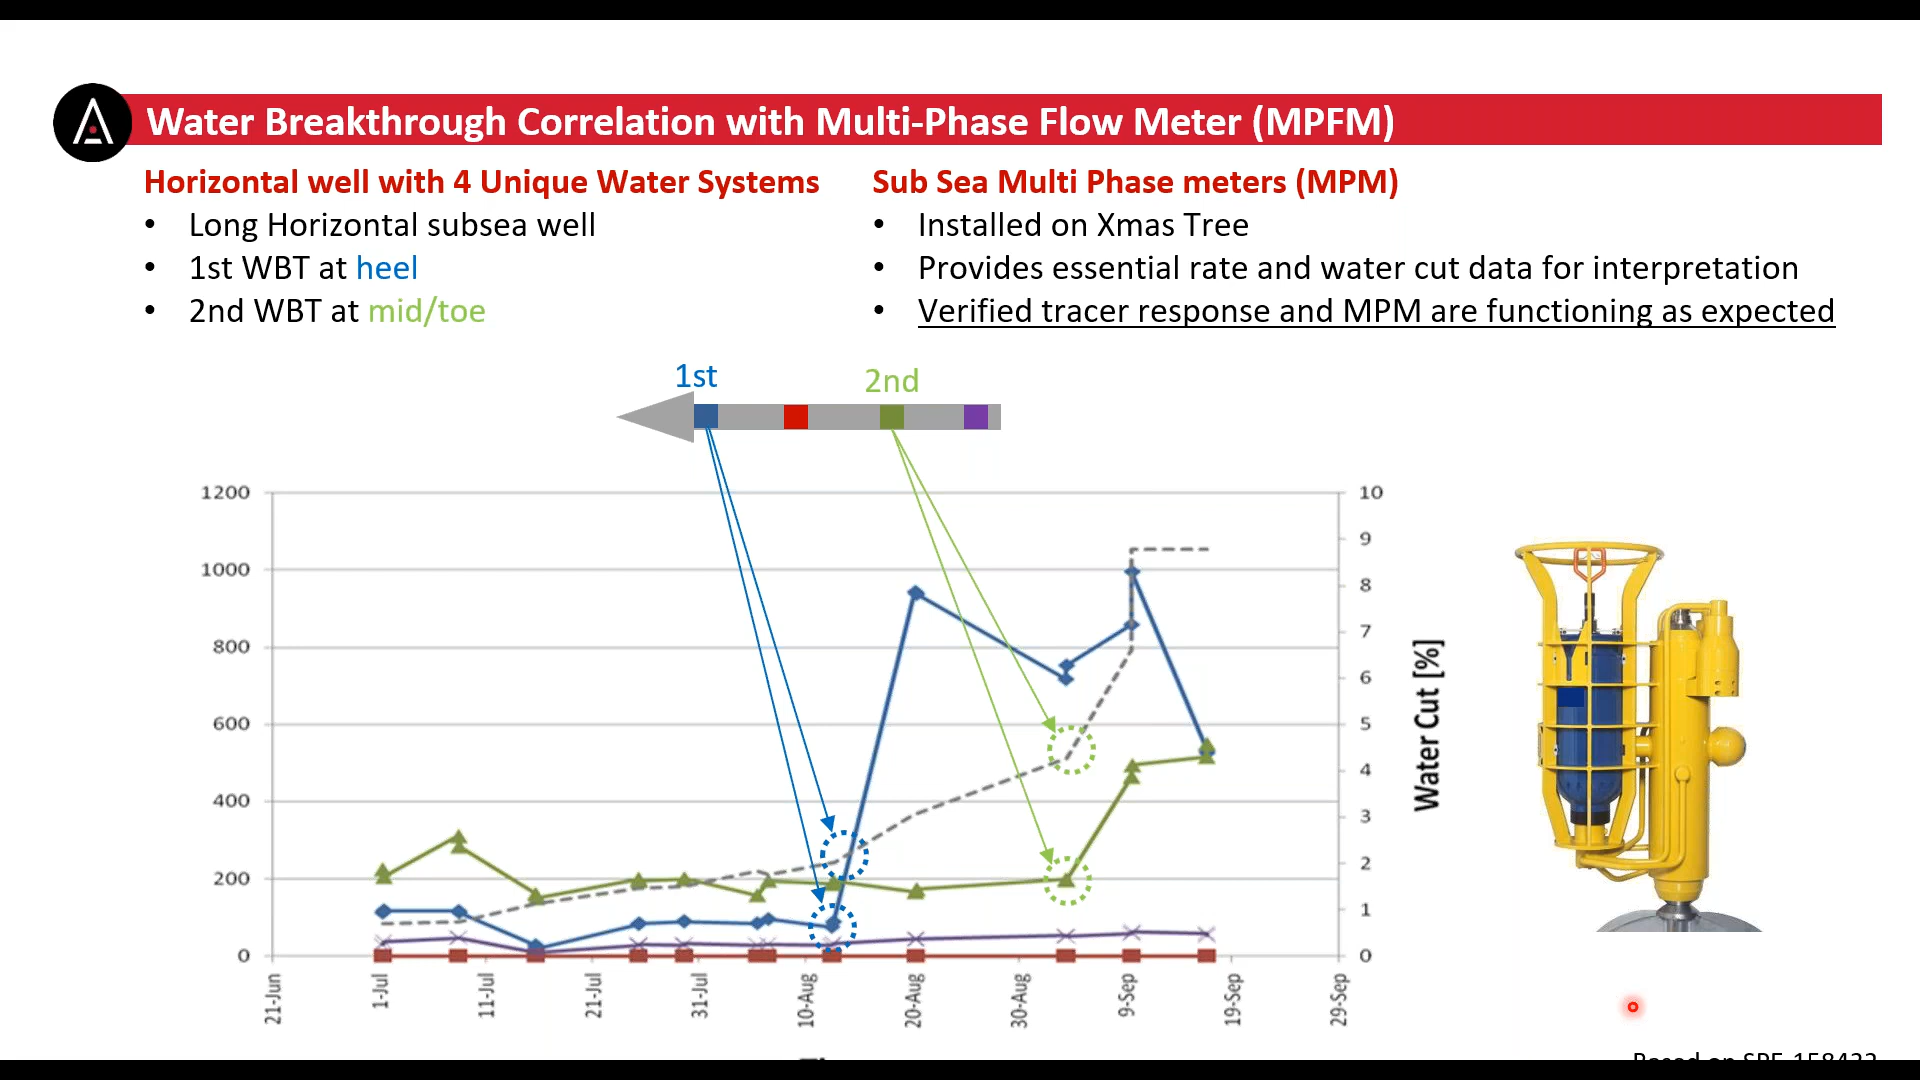 Water Breakthrough Correlation with Multi-Phase Flow Meter (MPFM)
Horizontal well with 4 Unique Water Systems
• Long Horizontal subsea well
• 1st WBT at heel
• 2nd WBT at mid/toe
Sub Sea Multi Phase meters (MPM)
• Installed on Xmas Tree
• Provides essential rate and water cut data for interpretation
• Verified tracer response and MPM are functioning as expected
1st
2nd
1200
1000
800
600
400
200
0
10
9
8
7
6
5
4
3
2
1
0
Water Cut [%]
21-Jun
1-Jul
11-Jul
21-Jul
31-Jul
10-Aug
20-Aug
30-Aug
9-Sep
19-Sep
29-Sep
Based on SPE-158422